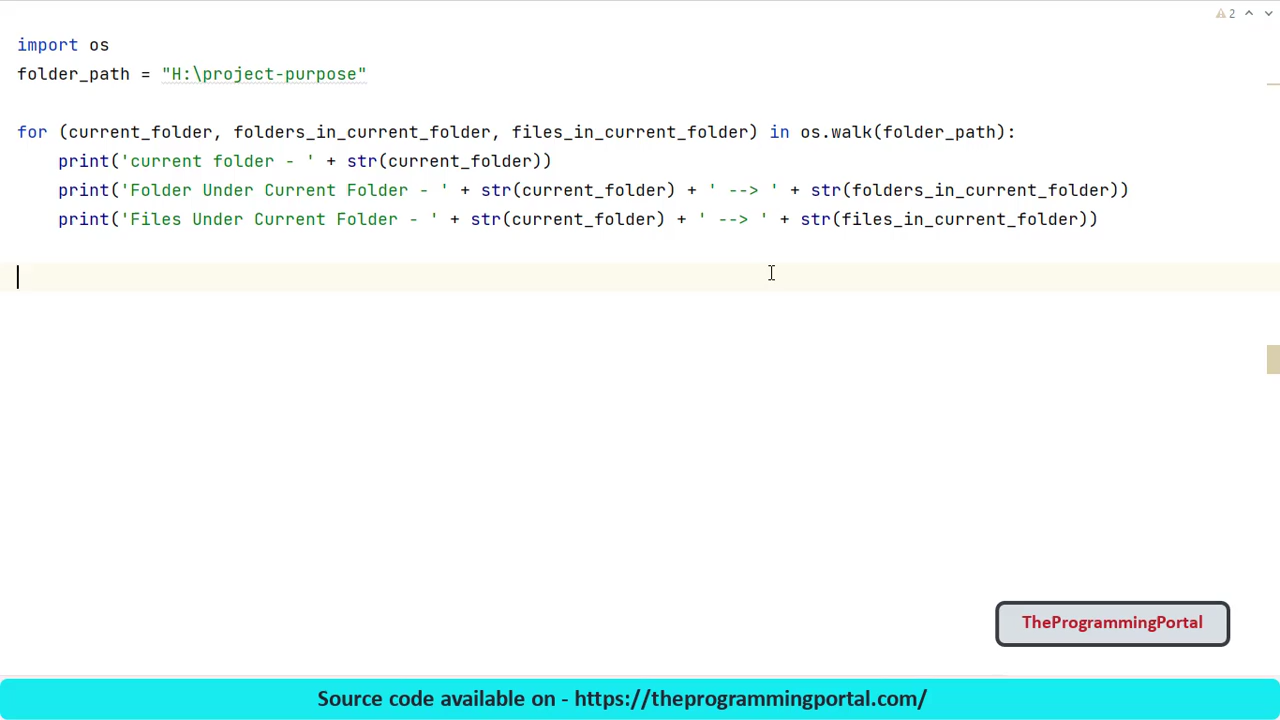 2
import os
folder_path = "H:\project-purpose"
for (current_folder, folders_in_current_folder, files_in_current_folder) in os.walk(folder_path):
    print('current folder - ' + str(current_folder))
    print('Folder Under Current Folder - ' + str(current_folder) + ' --> ' + str(folders_in_current_folder))
    print('Files Under Current Folder - ' + str(current_folder) + ' --> ' + str(files_in_current_folder))
TheProgrammingPortal
Source code available on - https://theprogrammingportal.com/